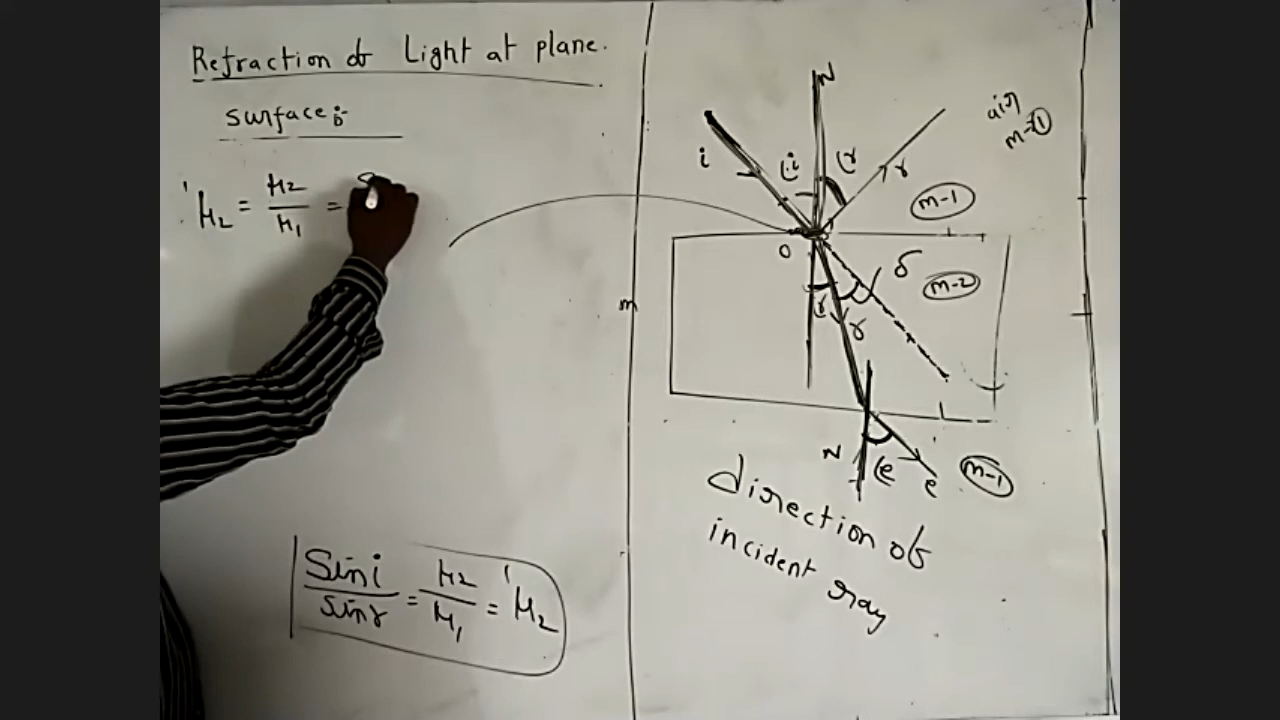 Refraction of Light at plane.
surface:-
¹μ₂ = μ₂/μ₁ = S
Sin i/sin r = μ₂/μ₁ = ¹μ₂
m
N
i
(i
(r
r
air
m-1
m-1
O
δ
m-2
(r
r
N
(e
e
m-1
direction of
incident ray